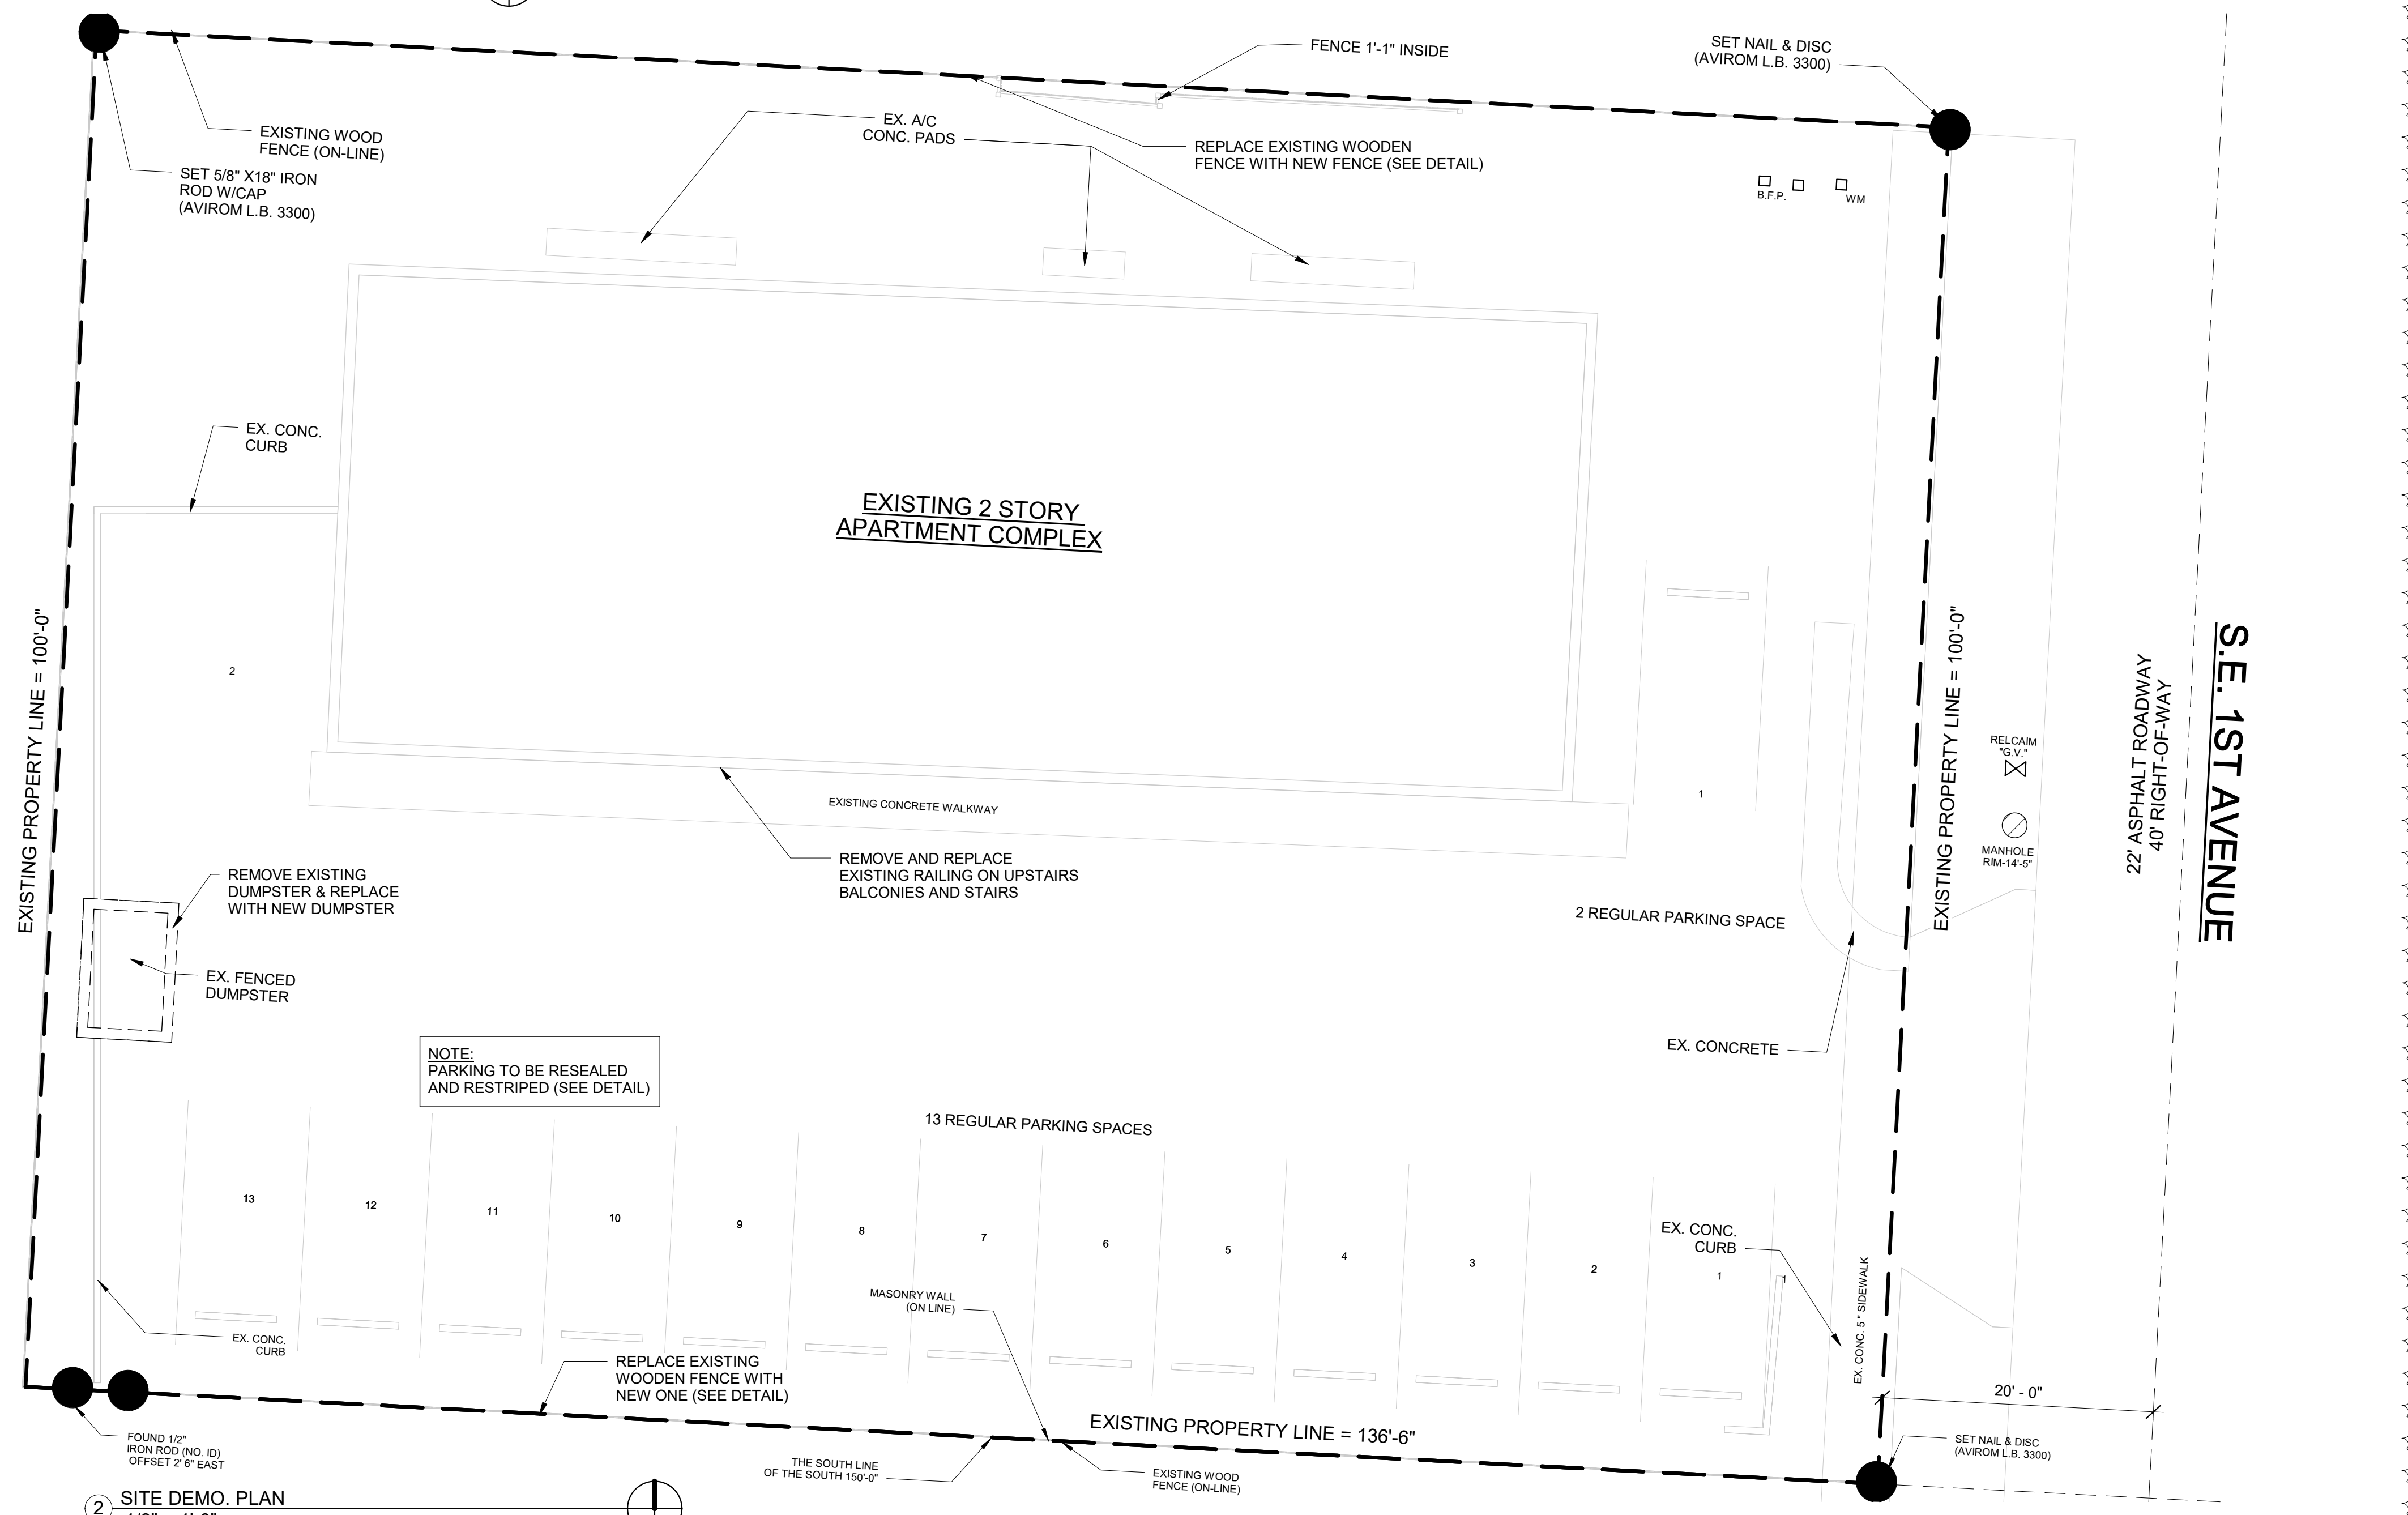 FENCE 1'-1" INSIDE
SET NAIL & DISC
(AVIROM L.B. 3300)
EXISTING WOOD
FENCE (ON-LINE)
SET 5/8" X18" IRON
ROD W/CAP
(AVIROM L.B. 3300)
EX. A/C
CONC. PADS
REPLACE EXISTING WOODEN
FENCE WITH NEW FENCE (SEE DETAIL)
B.F.P.
WM
EX. CONC.
CURB
EXISTING 2 STORY
APARTMENT COMPLEX
EXISTING PROPERTY LINE = 100'-0"
2
1
EXISTING PROPERTY LINE = 100'-0"
RELCAIM
"G.V."
MANHOLE
RIM-14'-5"
22' ASPHALT ROADWAY
40' RIGHT-OF-WAY
S.E. 1ST AVENUE
EXISTING CONCRETE WALKWAY
REMOVE AND REPLACE
EXISTING RAILING ON UPSTAIRS
BALCONIES AND STAIRS
REMOVE EXISTING
DUMPSTER & REPLACE
WITH NEW DUMPSTER
EX. FENCED
DUMPSTER
2 REGULAR PARKING SPACE
EX. CONCRETE
NOTE:
PARKING TO BE RESEALED
AND RESTRIPED (SEE DETAIL)
13 REGULAR PARKING SPACES
13
12
11
10
9
8
7
6
5
4
3
2
1
1
EX. CONC.
CURB
EX. CONC. 5 " SIDEWALK
MASONRY WALL
(ON LINE)
EX. CONC.
CURB
REPLACE EXISTING
WOODEN FENCE WITH
NEW ONE (SEE DETAIL)
EXISTING PROPERTY LINE = 136'-6"
20' - 0"
FOUND 1/2"
IRON ROD (NO. ID)
OFFSET 2' 6" EAST
THE SOUTH LINE
OF THE SOUTH 150'-0"
EXISTING WOOD
FENCE (ON-LINE)
SET NAIL & DISC
(AVIROM L.B. 3300)
2
SITE DEMO. PLAN